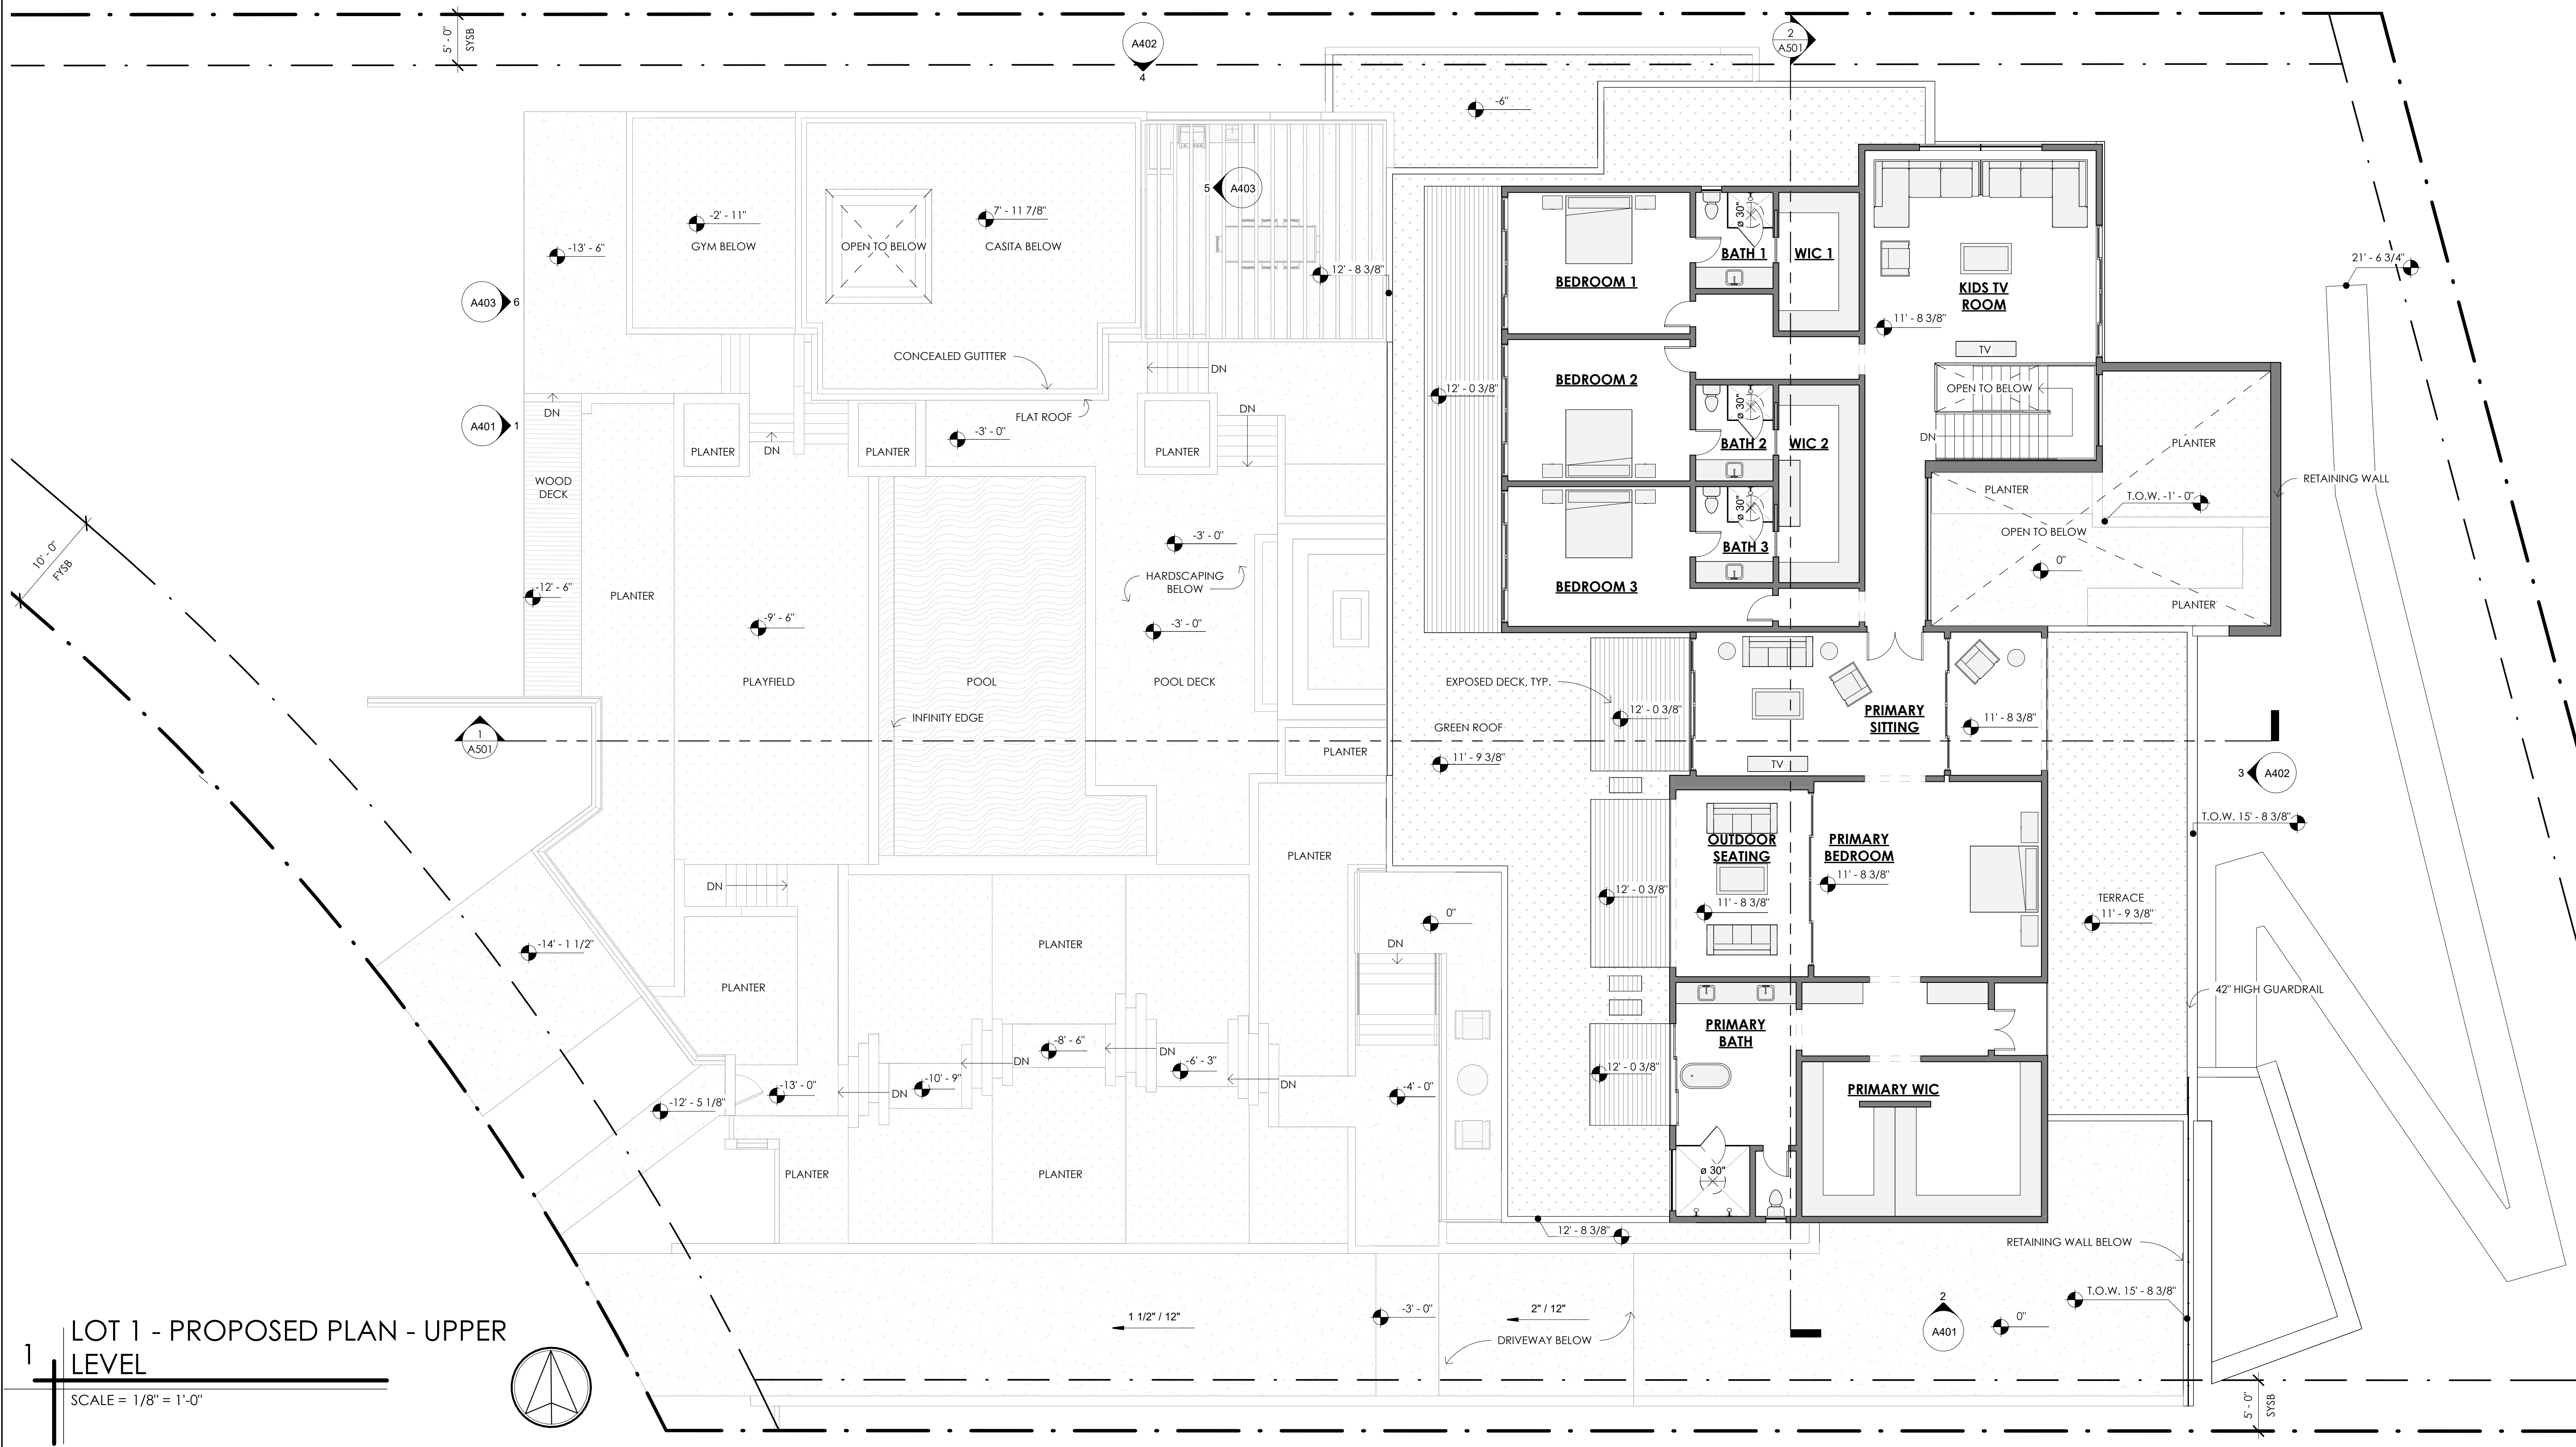 5' - 0"
SYSB
A402
4
2
A501
-6"
5
A403
-2' - 11"
GYM BELOW
OPEN TO BELOW
7' - 11 7/8"
CASITA BELOW
-13' - 6"
12' - 8 3/8"
A403
6
A401
1
CONCEALED GUTTTER
FLAT ROOF
DN
DN
DN
DN
PLANTER
PLANTER
PLANTER
-3' - 0"
WOOD
DECK
-12' - 6"
PLANTER
-9' - 6"
PLAYFIELD
POOL
INFINITY EDGE
-3' - 0"
HARDSCAPING
BELOW
-3' - 0"
POOL DECK
PLANTER
PLANTER
10' - 0"
FYSB
1
A501
BEDROOM 1
ø 30"
BATH 1
WIC 1
KIDS TV
ROOM
11' - 8 3/8"
TV
21' - 6 3/4"
12' - 0 3/8"
BEDROOM 2
ø 30"
BATH 2
WIC 2
OPEN TO BELOW
DN
PLANTER
RETAINING WALL
PLANTER
T.O.W. -1' - 0"
OPEN TO BELOW
0"
PLANTER
ø 30"
BATH 3
BEDROOM 3
EXPOSED DECK, TYP.
12' - 0 3/8"
GREEN ROOF
11' - 9 3/8"
PRIMARY
SITTING
11' - 8 3/8"
TV
3
A402
T.O.W. 15' - 8 3/8"
OUTDOOR
SEATING
11' - 8 3/8"
PRIMARY
BEDROOM
11' - 8 3/8"
12' - 0 3/8"
TERRACE
11' - 9 3/8"
42" HIGH GUARDRAIL
0"
DN
DN
-14' - 1 1/2"
PLANTER
PLANTER
PRIMARY
BATH
12' - 0 3/8"
PRIMARY WIC
-8' - 6"
DN
DN
-6' - 3"
DN
DN
-10' - 9"
-13' - 0"
-12' - 5 1/8"
-4' - 0"
PLANTER
PLANTER
ø 30"
12' - 8 3/8"
RETAINING WALL BELOW
T.O.W. 15' - 8 3/8"
1 1/2" / 12"
-3' - 0"
2" / 12"
DRIVEWAY BELOW
2
A401
0"
5' - 0"
SYSB
1
LOT 1 - PROPOSED PLAN - UPPER
LEVEL
SCALE = 1/8" = 1'-0"